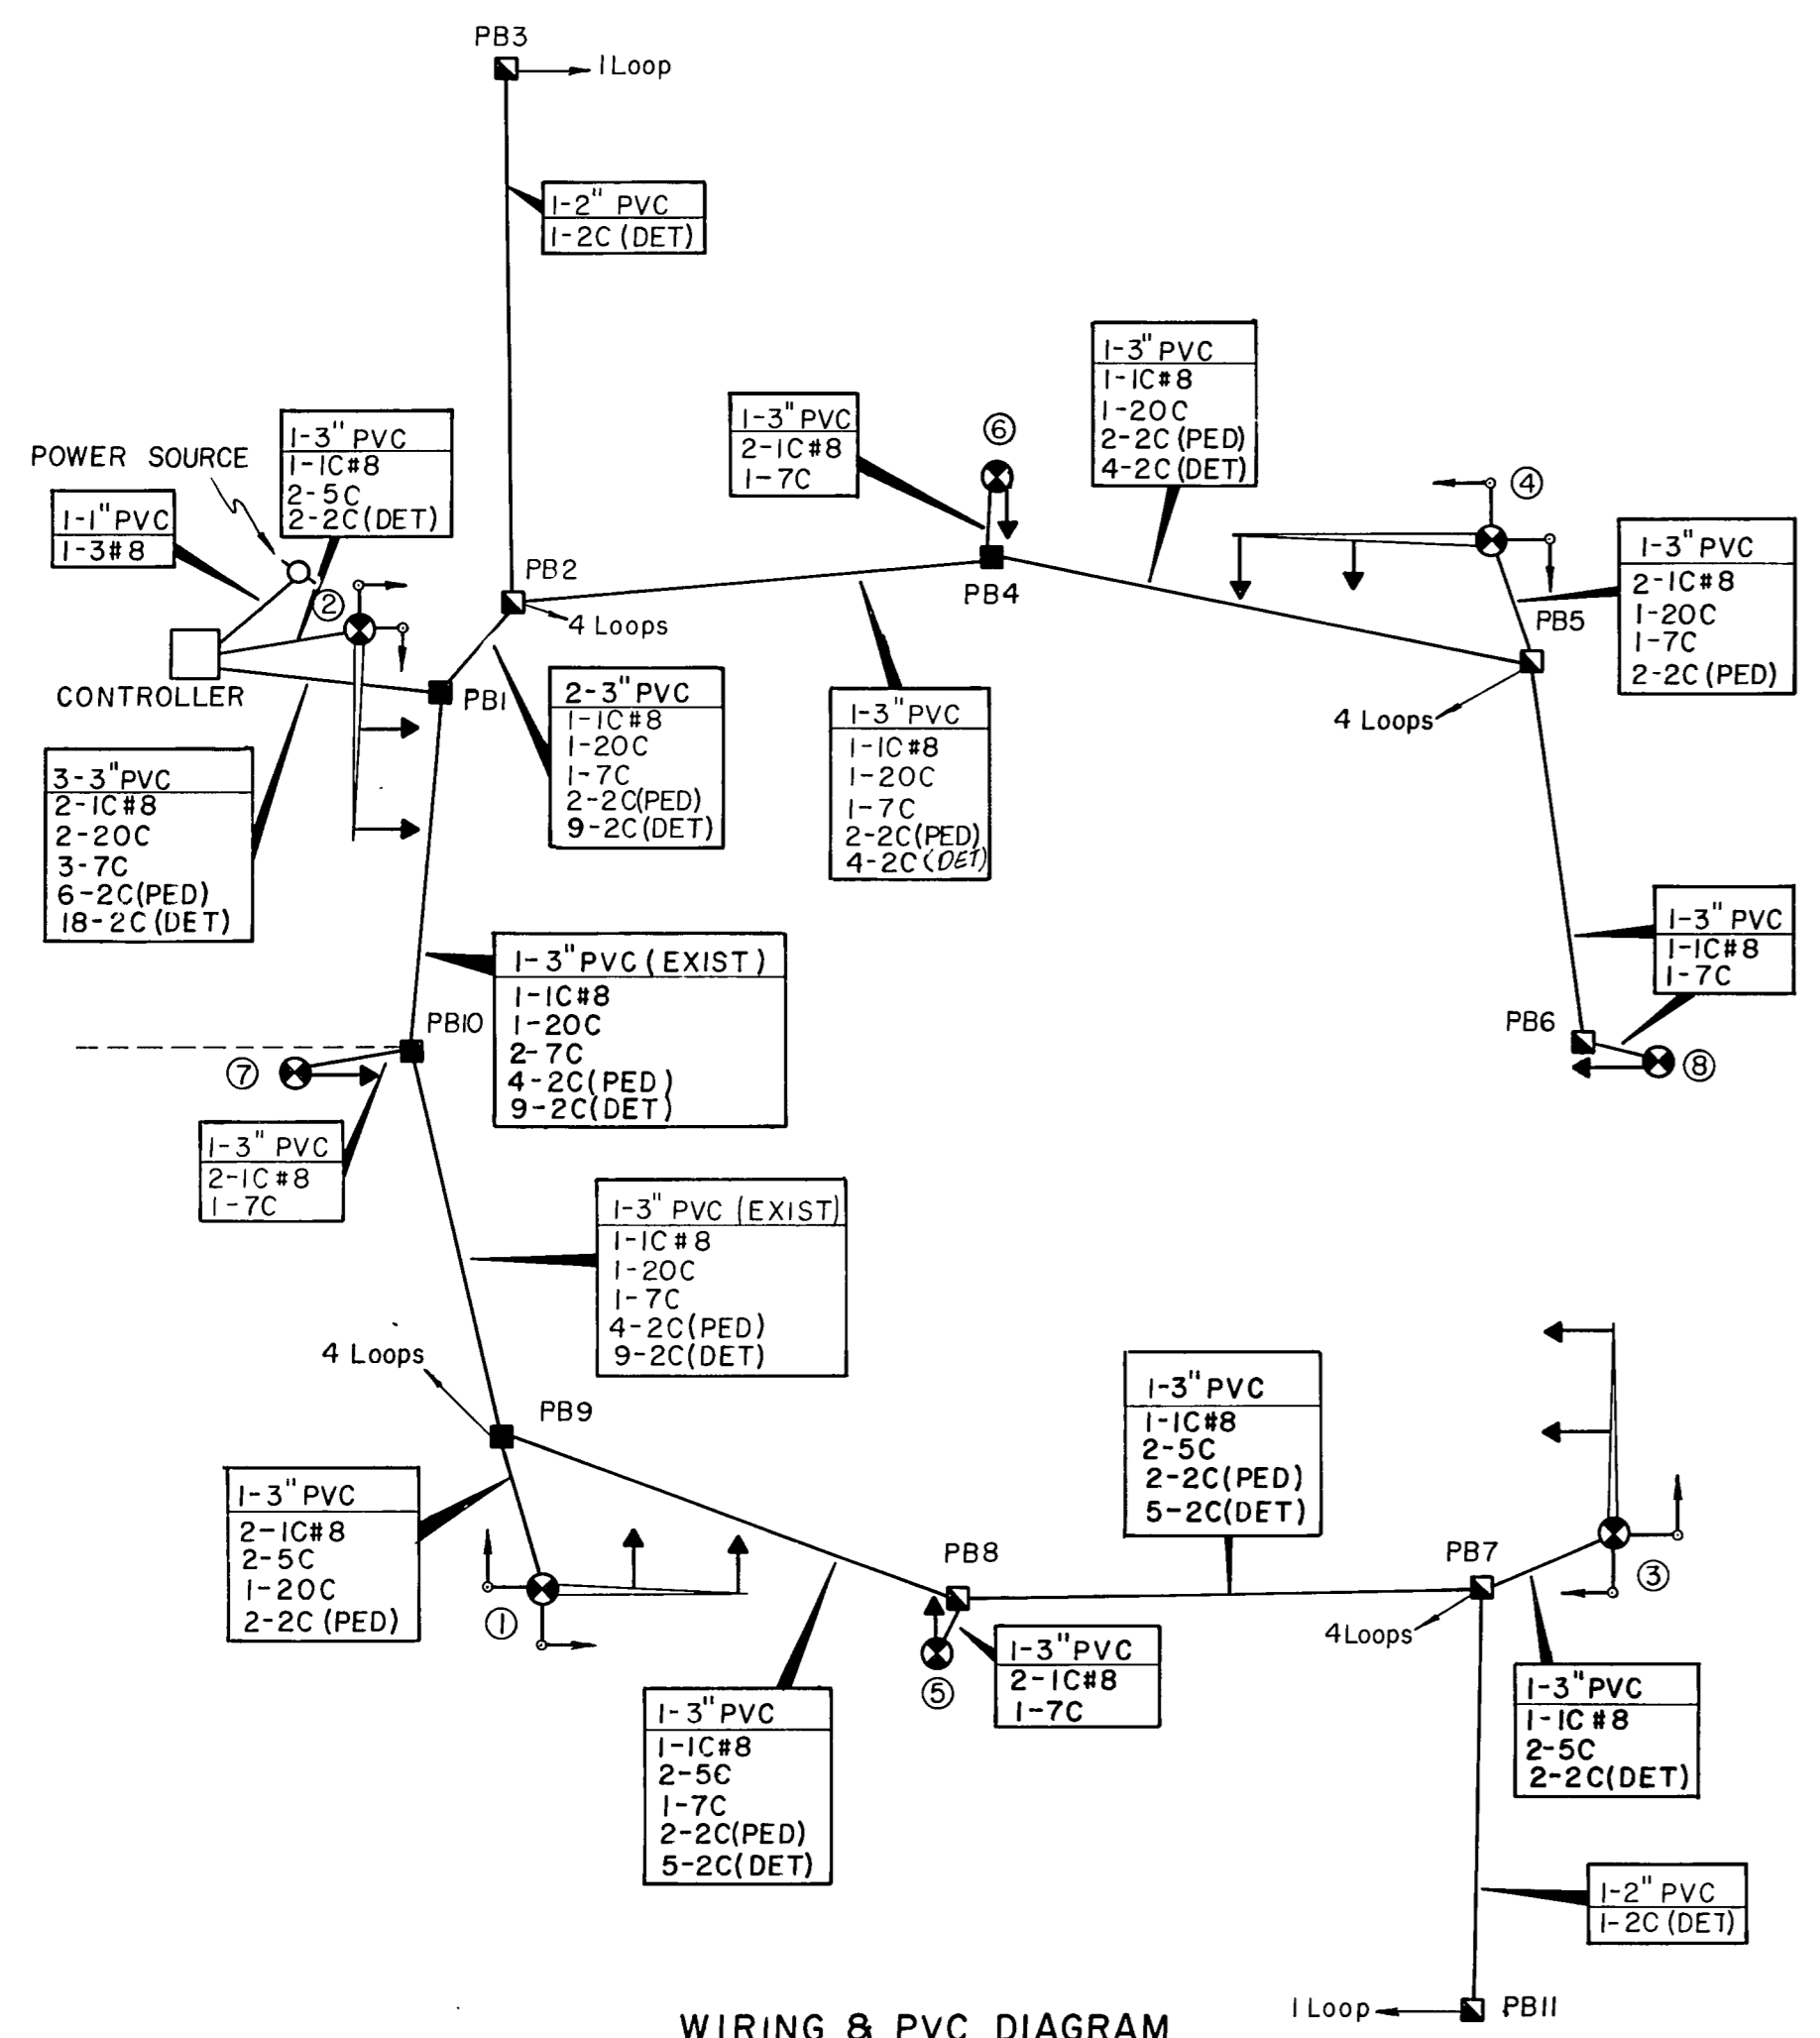 PB3
1 Loop
1-2" PVC
1-2C (DET)
1-3" PVC
1-1C#8
1-20C
2-2C (PED)
4-2C (DET)
1-3" PVC
2-1C#8
1-7C
⑥
1-3" PVC
1-1C#8
2-5C
2-2C (DET)
POWER SOURCE
1-1" PVC
1-3#8
④
1-3" PVC
2-1C#8
1-20C
1-7C
2-2C (PED)
②
PB2
4 Loops
PB4
PB5
4 Loops
CONTROLLER
PB1
2-3" PVC
1-1C#8
1-20C
1-7C
2-2C(PED)
9-2C(DET)
1-3" PVC
1-1C#8
1-20C
1-7C
2-2C(PED)
4-2C(DET)
3-3" PVC
2-1C#8
2-20C
3-7C
6-2C(PED)
18-2C(DET)
1-3" PVC
1-1C#8
1-7C
1-3" PVC (EXIST)
1-1C#8
1-20C
2-7C
4-2C(PED)
9-2C(DET)
PB10
⑦
PB6
⑧
1-3" PVC
2-1C#8
1-7C
1-3" PVC (EXIST)
1-1C#8
1-20C
1-7C
4-2C(PED)
9-2C(DET)
4 Loops
PB9
1-3" PVC
1-1C#8
2-5C
2-2C(PED)
5-2C(DET)
1-3" PVC
2-1C#8
2-5C
1-20C
2-2C (PED)
①
PB8
PB7
③
4 Loops
⑤
1-3" PVC
2-1C#8
1-7C
1-3" PVC
1-1C#8
2-5C
1-7C
2-2C(PED)
5-2C(DET)
1-3" PVC
1-1C#8
2-5C
2-2C(DET)
1-2" PVC
1-2C (DET)
1 Loop
PB11
WIRING & PVC DIAGRAM